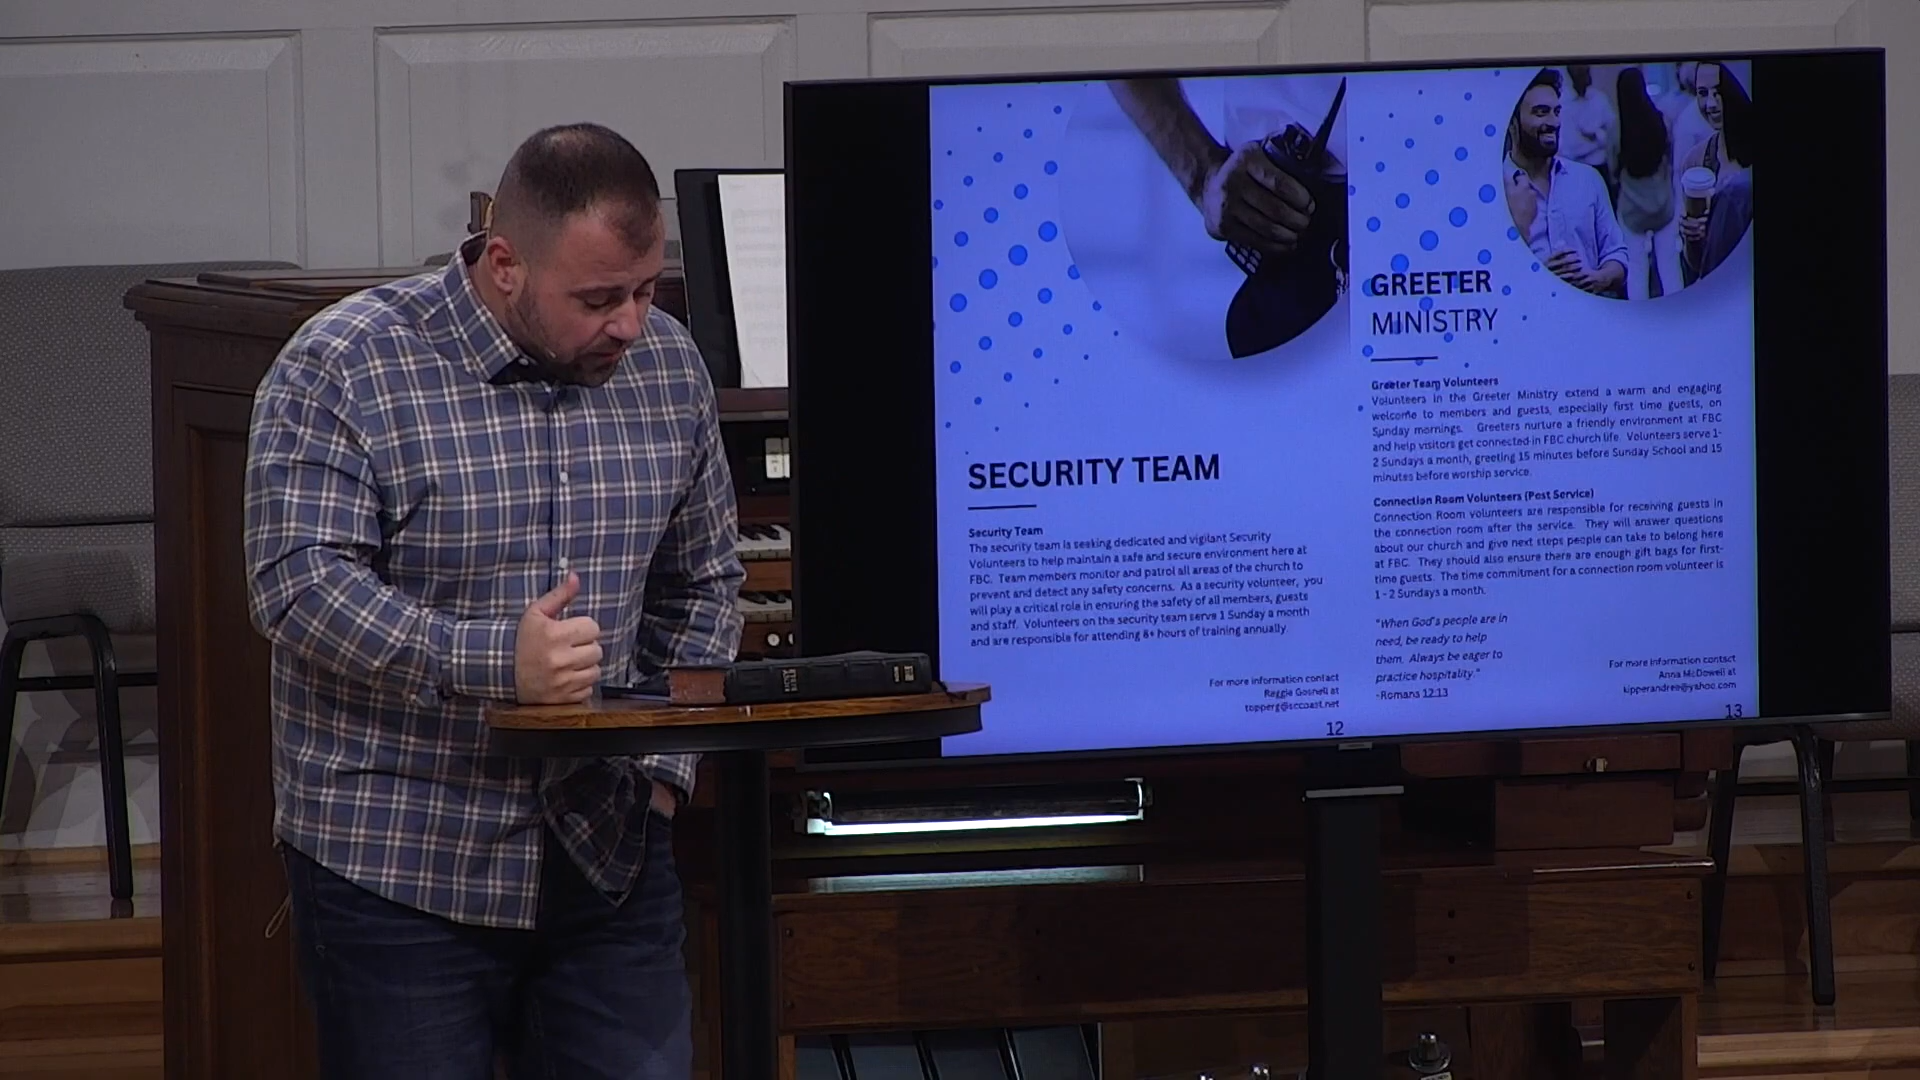 SECURITY TEAM
Security Team
The security team is seeking dedicated and vigilant Security
Volunteers to help maintain a safe and secure environment here at
FBC. Team members monitor and patrol all areas of the church to
prevent and detect any safety concerns. As a security volunteer, you
will play a critical role in ensuring the safety of all members, guests
and staff. Volunteers on the security team serve 1 Sunday a month
and are responsible for attending 8+ hours of training annually.
For more information contact
Reggie Gosnell at
topperg@sccoast.net
12
GREETER
MINISTRY
Greeter Team Volunteers
Volunteers in the Greeter Ministry extend a warm and engaging
welcome to members and guests, especially first time guests, on
Sunday mornings. Greeters nurture a friendly environment at FBC
and help visitors get connected in FBC church life. Volunteers serve 1-
2 Sundays a month, greeting 15 minutes before Sunday School and 15
minutes before worship service.
Connection Room Volunteers (Post Service)
Connection Room volunteers are responsible for receiving guests in
the connection room after the service. They will answer questions
about our church and give next steps people can take to belong here
at FBC. They should also ensure there are enough gift bags for first-
time guests. The time commitment for a connection room volunteer is
1 - 2 Sundays a month.
"When God's people are in
need, be ready to help
them. Always be eager to
practice hospitality."
-Romans 12:13
For more information contact
Anna McDowell at
kipperandree@yahoo.com
13